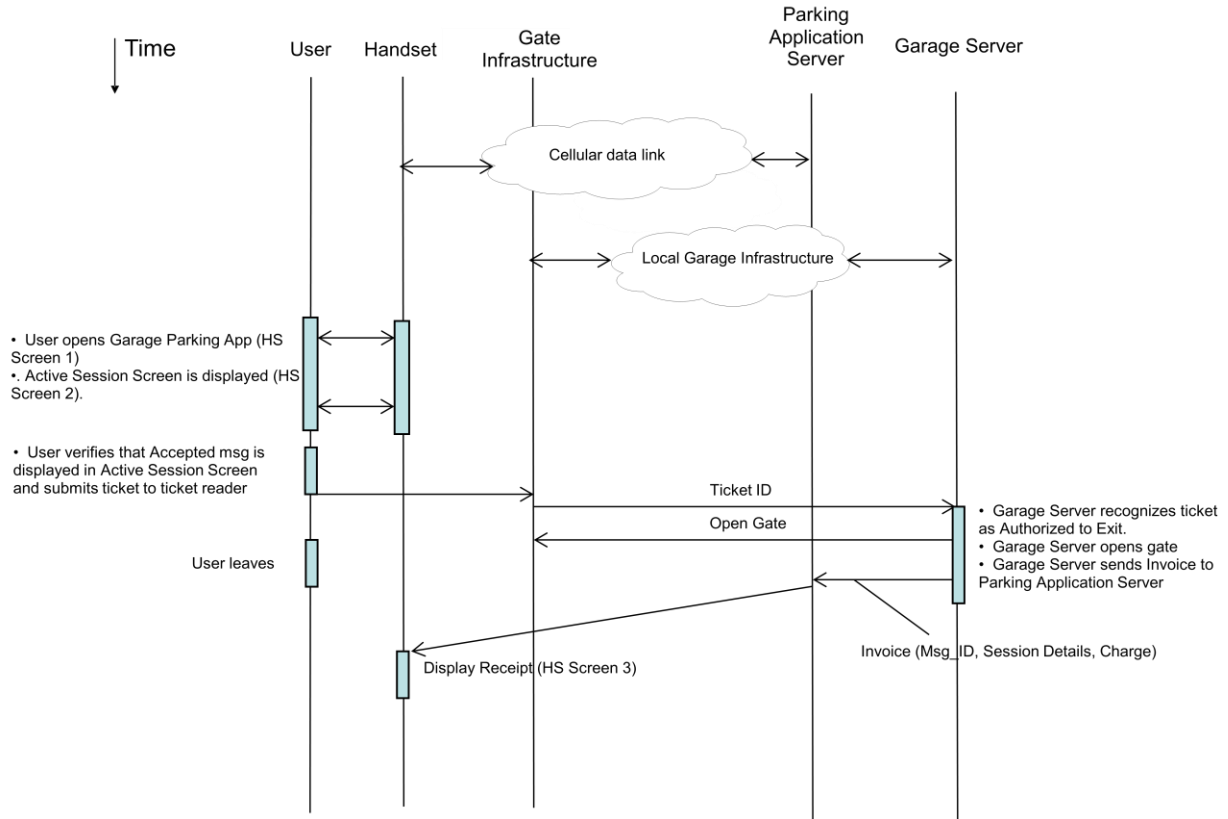 Time
User
Handset
Gate
Infrastructure
Parking
Application
Server
Garage Server
Cellular data link
Local Garage Infrastructure
• User opens Garage Parking App (HS
Screen 1)
•. Active Session Screen is displayed (HS
Screen 2).
• User verifies that Accepted msg is
displayed in Active Session Screen
and submits ticket to ticket reader
Ticket ID
• Garage Server recognizes ticket
as Authorized to Exit.
• Garage Server opens gate
• Garage Server sends Invoice to
Parking Application Server
Open Gate
User leaves
Invoice (Msg_ID, Session Details, Charge)
Display Receipt (HS Screen 3)